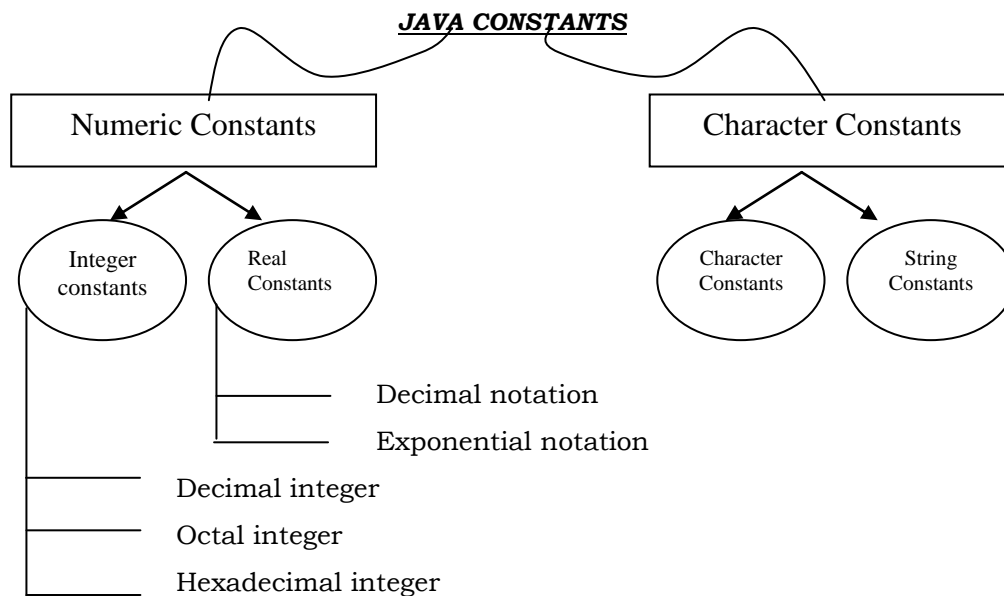 JAVA CONSTANTS
Numeric Constants
Character Constants
Integer
constants
Real
Constants
Character
Constants
String
Constants
Decimal notation
Exponential notation
Decimal integer
Octal integer
Hexadecimal integer